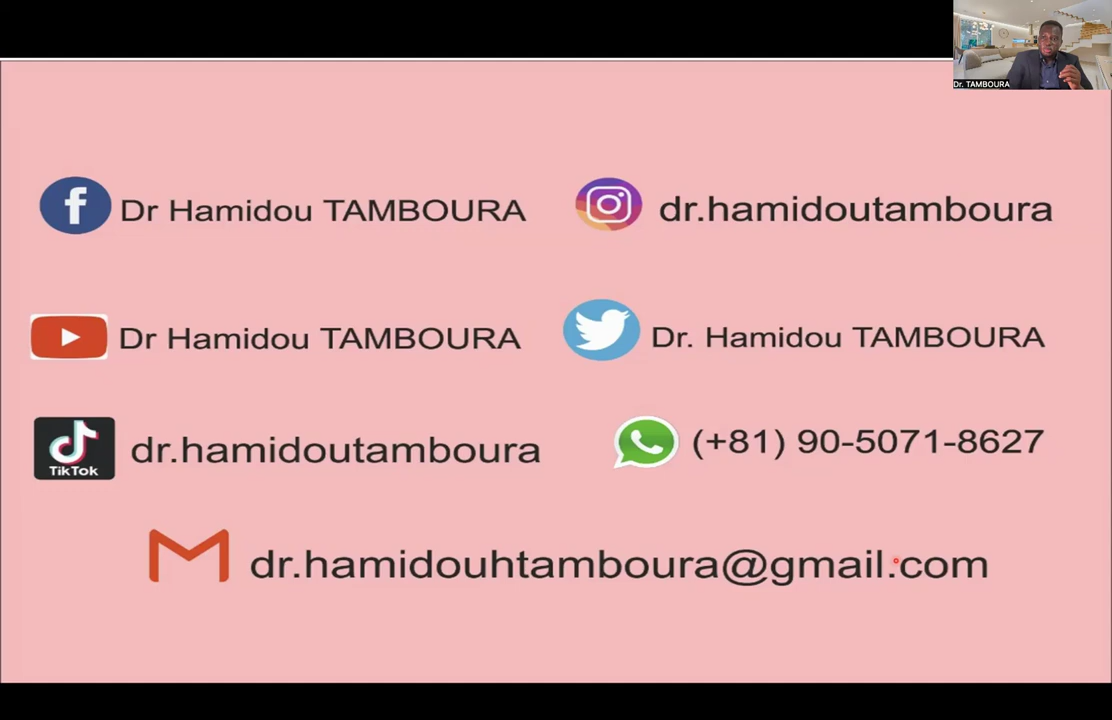 Dr. TAMBOURA
f Dr Hamidou TAMBOURA
dr.hamidoutamboura
Dr Hamidou TAMBOURA
Dr. Hamidou TAMBOURA
TikTok
dr.hamidoutamboura
(+81) 90-5071-8627
dr.hamidouhtamboura@gmail.com